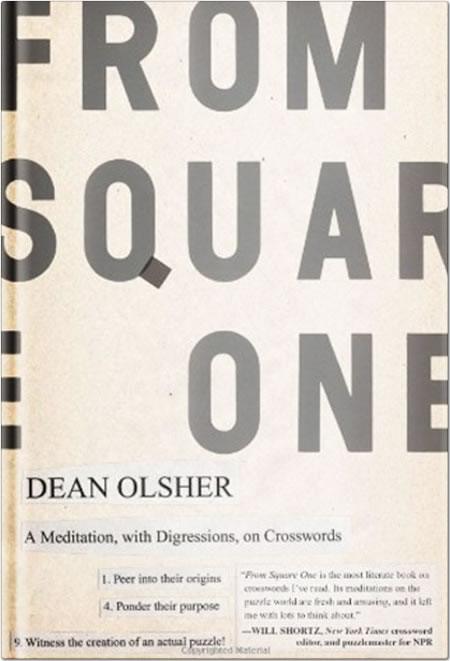 FROM
SQUAR
E ONE
DEAN OLSHER
A Meditation, with Digressions, on Crosswords
1. Peer into their origins
4. Ponder their purpose
9. Witness the creation of an actual puzzle!
"From Square One is the most literate book on
crosswords I've read. Its meditations on the
puzzle world are fresh and amusing, and it left
me with lots to think about."
—WILL SHORTZ, New York Times crossword
editor, and puzzlemaster for NPR
Copyrighted Material